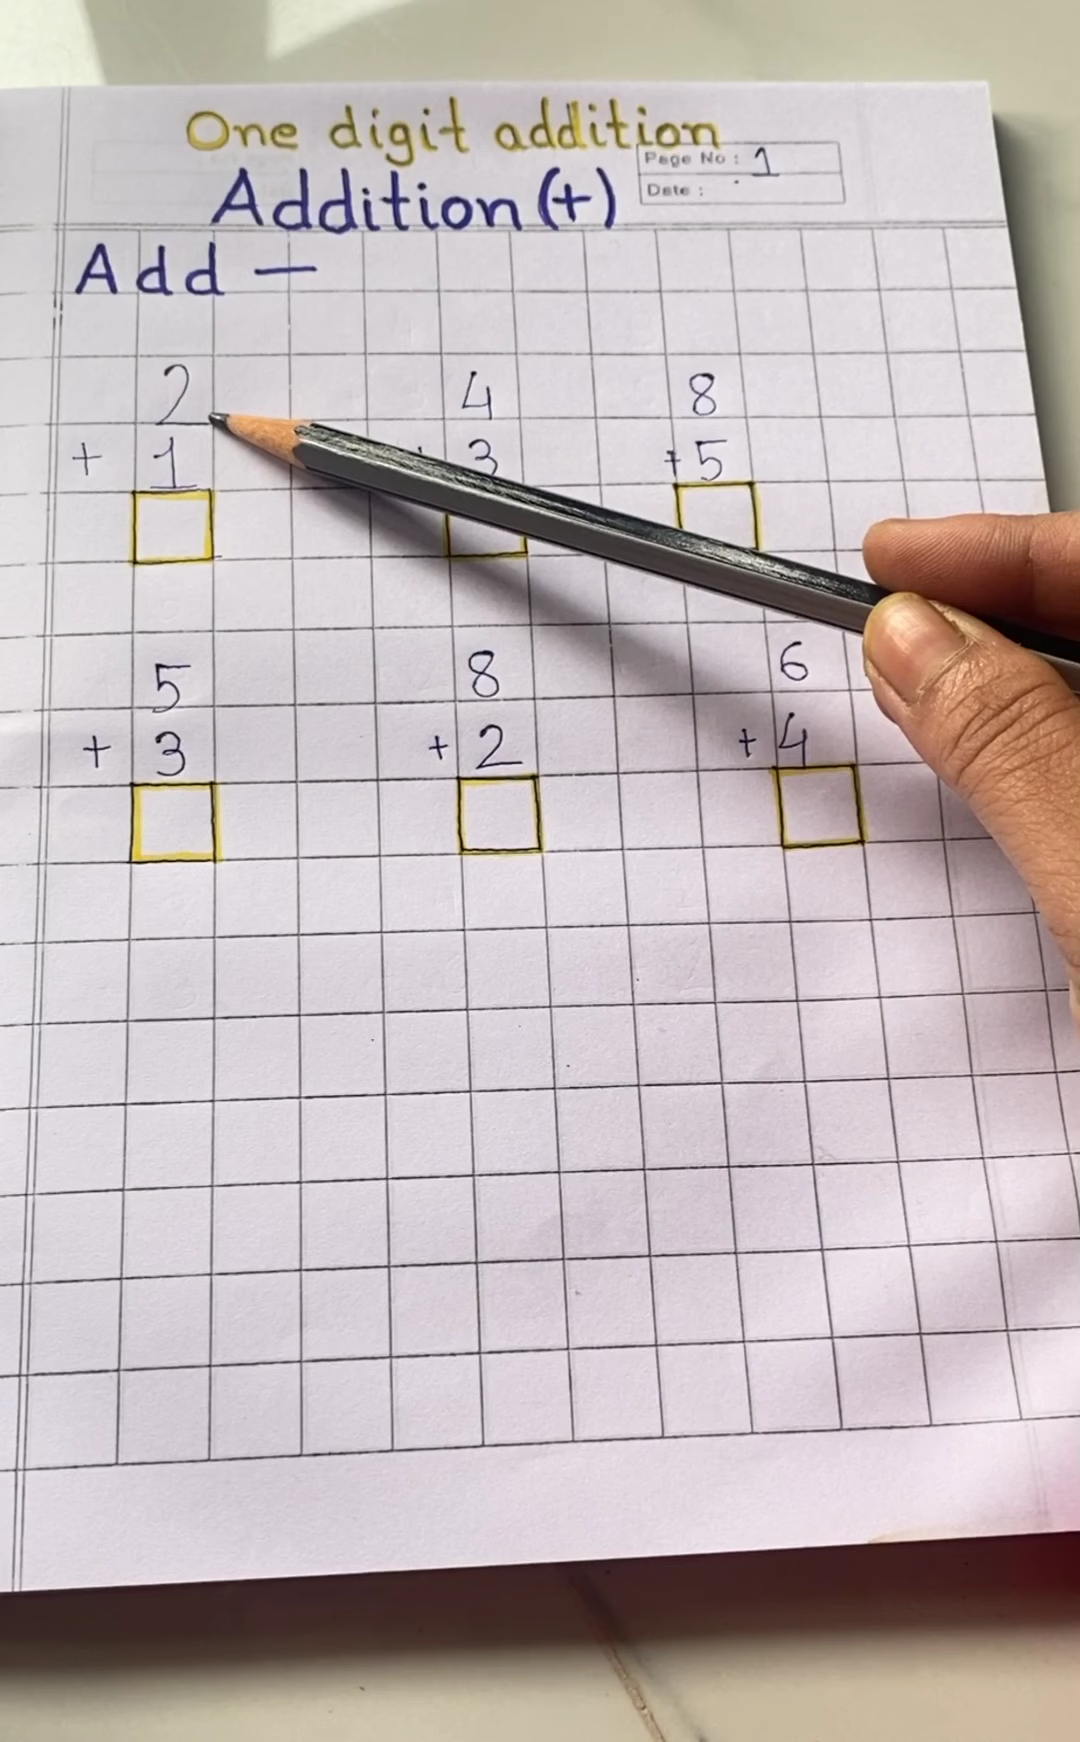 One digit addition
Page No : 1
Addition (+)
Date :
Add —
2 4 8
+ 1 3 +5
5 8 6
+ 3 + 2 + 4